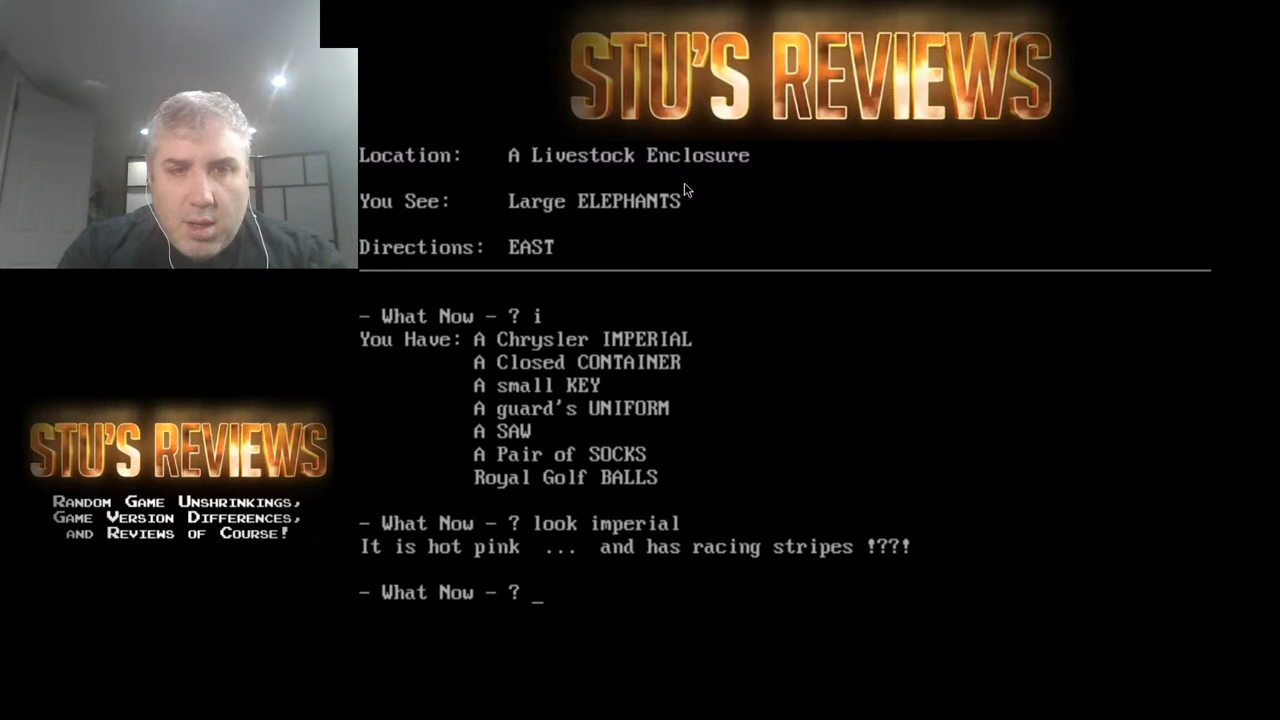 STU'S REVIEWS
Location: A Livestock Enclosure
You See: Large ELEPHANTS
Directions: EAST
- What Now - ? i
You Have: A Chrysler IMPERIAL
A Closed CONTAINER
A small KEY
A guard's UNIFORM
A SAW
A Pair of SOCKS
Royal Golf BALLS
- What Now - ? look imperial
It is hot pink ... and has racing stripes !??!
- What Now - ? _
STU'S REVIEWS
RANDOM GAME UNSHRINKINGS,
GAME VERSION DIFFERENCES,
AND REVIEWS OF COURSE!